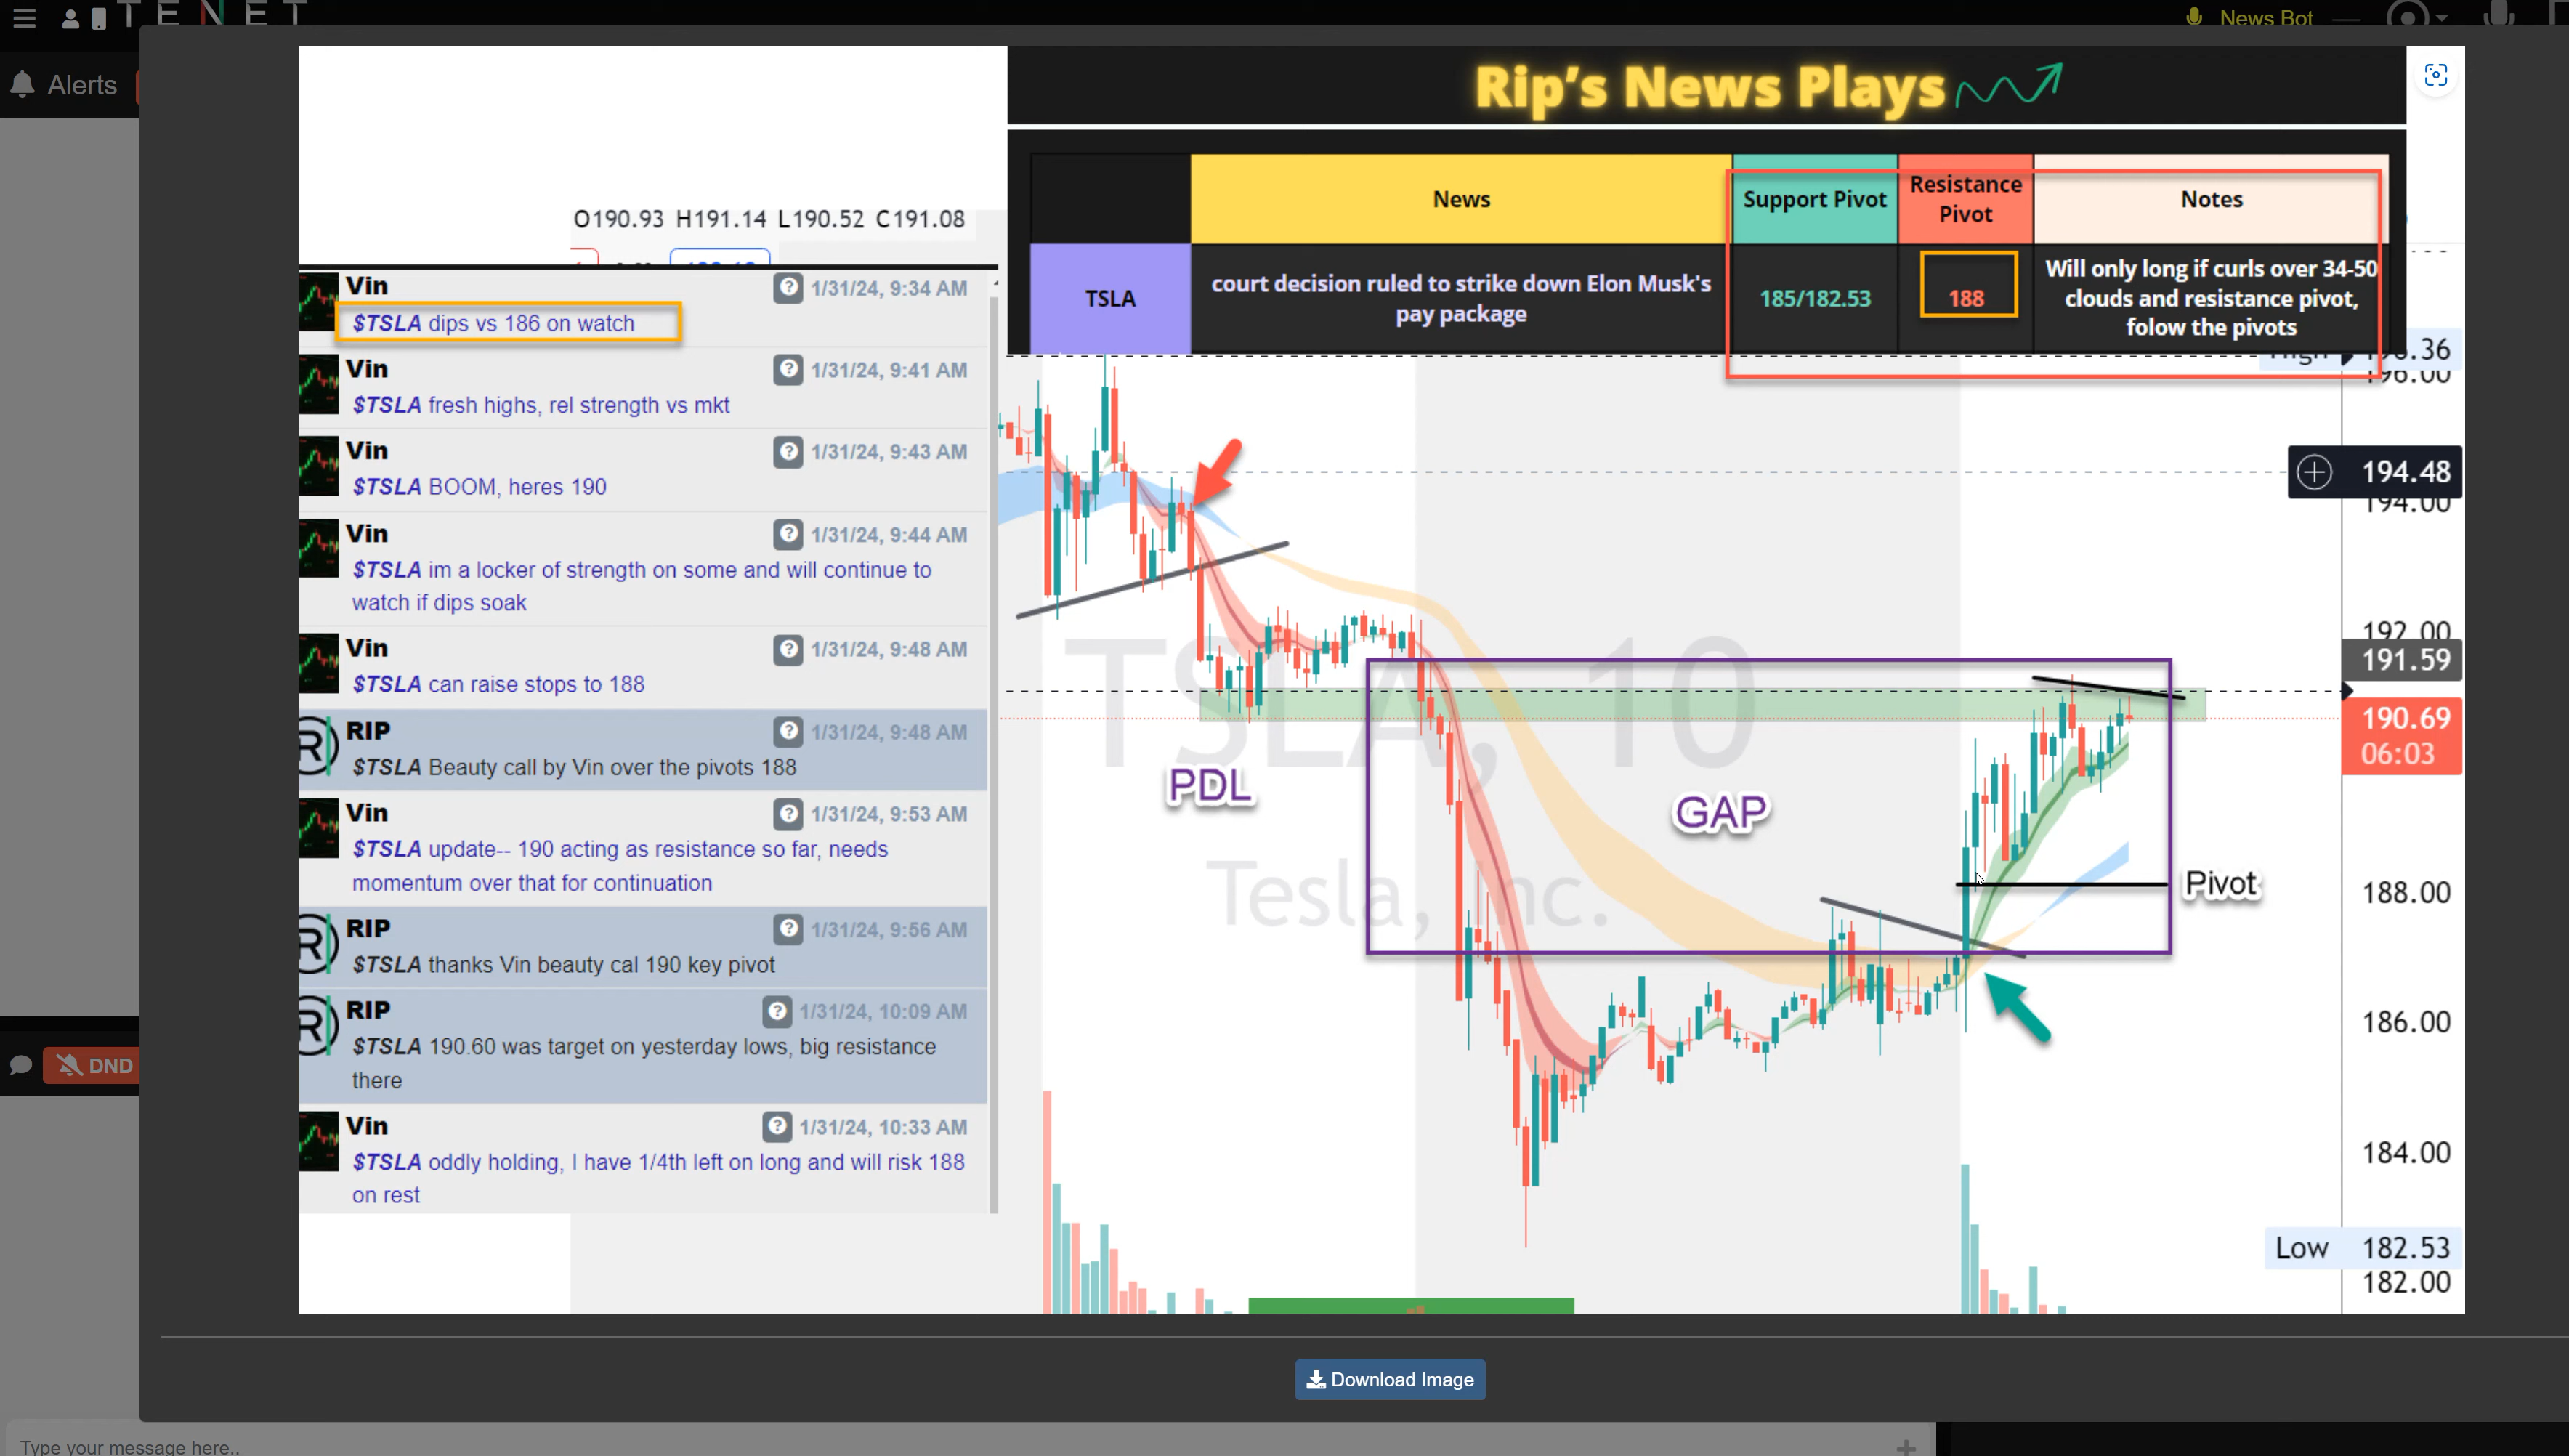 TENET
News Bot
Alerts
Rip's News Plays
News
Support Pivot
Resistance
Pivot
Notes
TSLA
court decision ruled to strike down Elon Musk's
pay package
185/182.53
188
Will only long if curls over 34-50
clouds and resistance pivot,
folow the pivots
O190.93 H191.14 L190.52 C191.08
Vin
1/31/24, 9:34 AM
$TSLA dips vs 186 on watch
Vin
1/31/24, 9:41 AM
$TSLA fresh highs, rel strength vs mkt
Vin
1/31/24, 9:43 AM
$TSLA BOOM, heres 190
Vin
1/31/24, 9:44 AM
$TSLA im a locker of strength on some and will continue to
watch if dips soak
Vin
1/31/24, 9:48 AM
$TSLA can raise stops to 188
RIP
1/31/24, 9:48 AM
$TSLA Beauty call by Vin over the pivots 188
Vin
1/31/24, 9:53 AM
$TSLA update-- 190 acting as resistance so far, needs
momentum over that for continuation
RIP
1/31/24, 9:56 AM
$TSLA thanks Vin beauty cal 190 key pivot
RIP
1/31/24, 10:09 AM
$TSLA 190.60 was target on yesterday lows, big resistance
there
Vin
1/31/24, 10:33 AM
$TSLA oddly holding, I have 1/4th left on long and will risk 188
on rest
TSLA, 10
Tesla, Inc.
PDL
GAP
Pivot
High
196.00
194.48
194.00
192.00
191.59
190.69
06:03
188.00
186.00
184.00
Low 182.53
182.00
DND
Download Image
Type your message here..